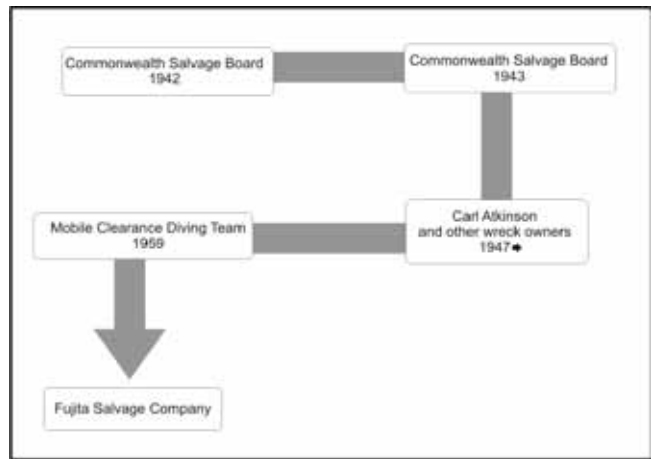 Commonwealth Salvage Board
1942
Commonwealth Salvage Board
1943
Carl Atkinson
and other wreck owners
1947➧
Mobile Clearance Diving Team
1959
Fujita Salvage Company